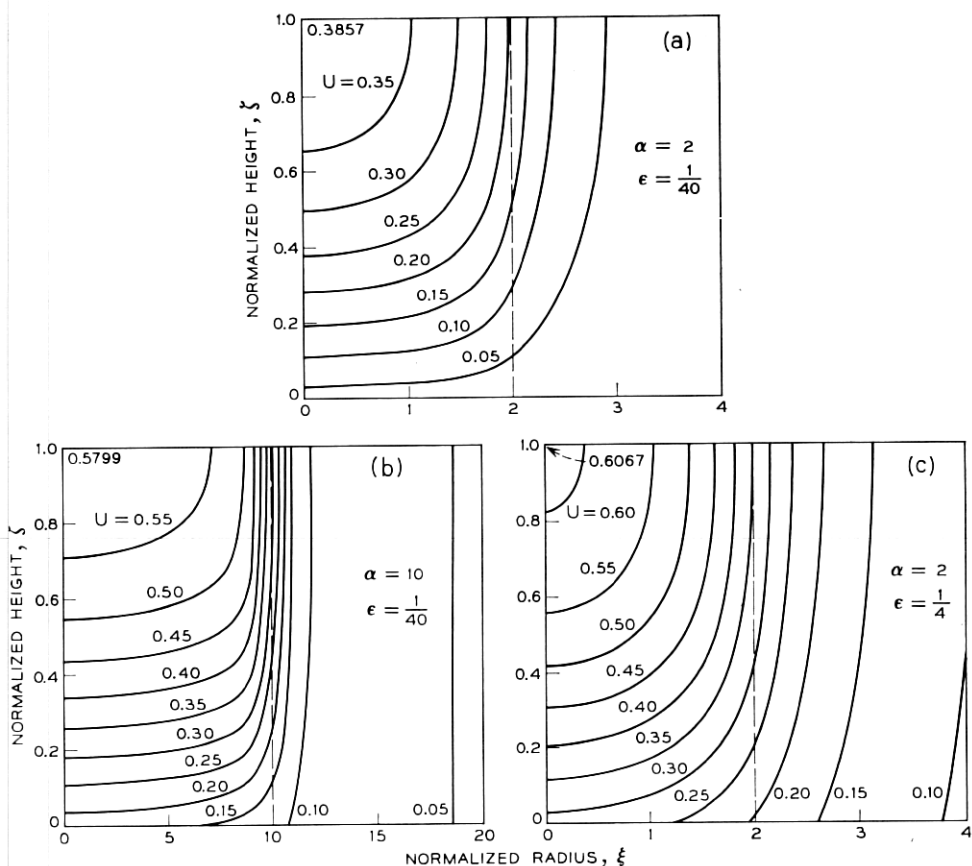 (a)
1.0
0.3857
U = 0.35
0.8
0.30
0.6
0.25
0.4
0.20
0.15
0.2
0.10
0.05
0
NORMALIZED HEIGHT, ζ
α = 2
ϵ = 1/40
0 1 2 3 4
(b)
1.0
0.5799
U = 0.55
0.8
0.50
0.6
0.45
0.4
0.40
0.35
0.30
0.2
0.25
0.20
0.15
0.10
0.05
0
NORMALIZED HEIGHT, ζ
α = 10
ϵ = 1/40
0 5 10 15 20
(c)
1.0
0.6067
U = 0.60
0.8
0.55
0.6
0.50
0.45
0.4
0.40
0.35
0.2
0.30
0.25
0.20
0.15
0.10
0
α = 2
ϵ = 1/4
0 1 2 3 4
NORMALIZED RADIUS, ξ